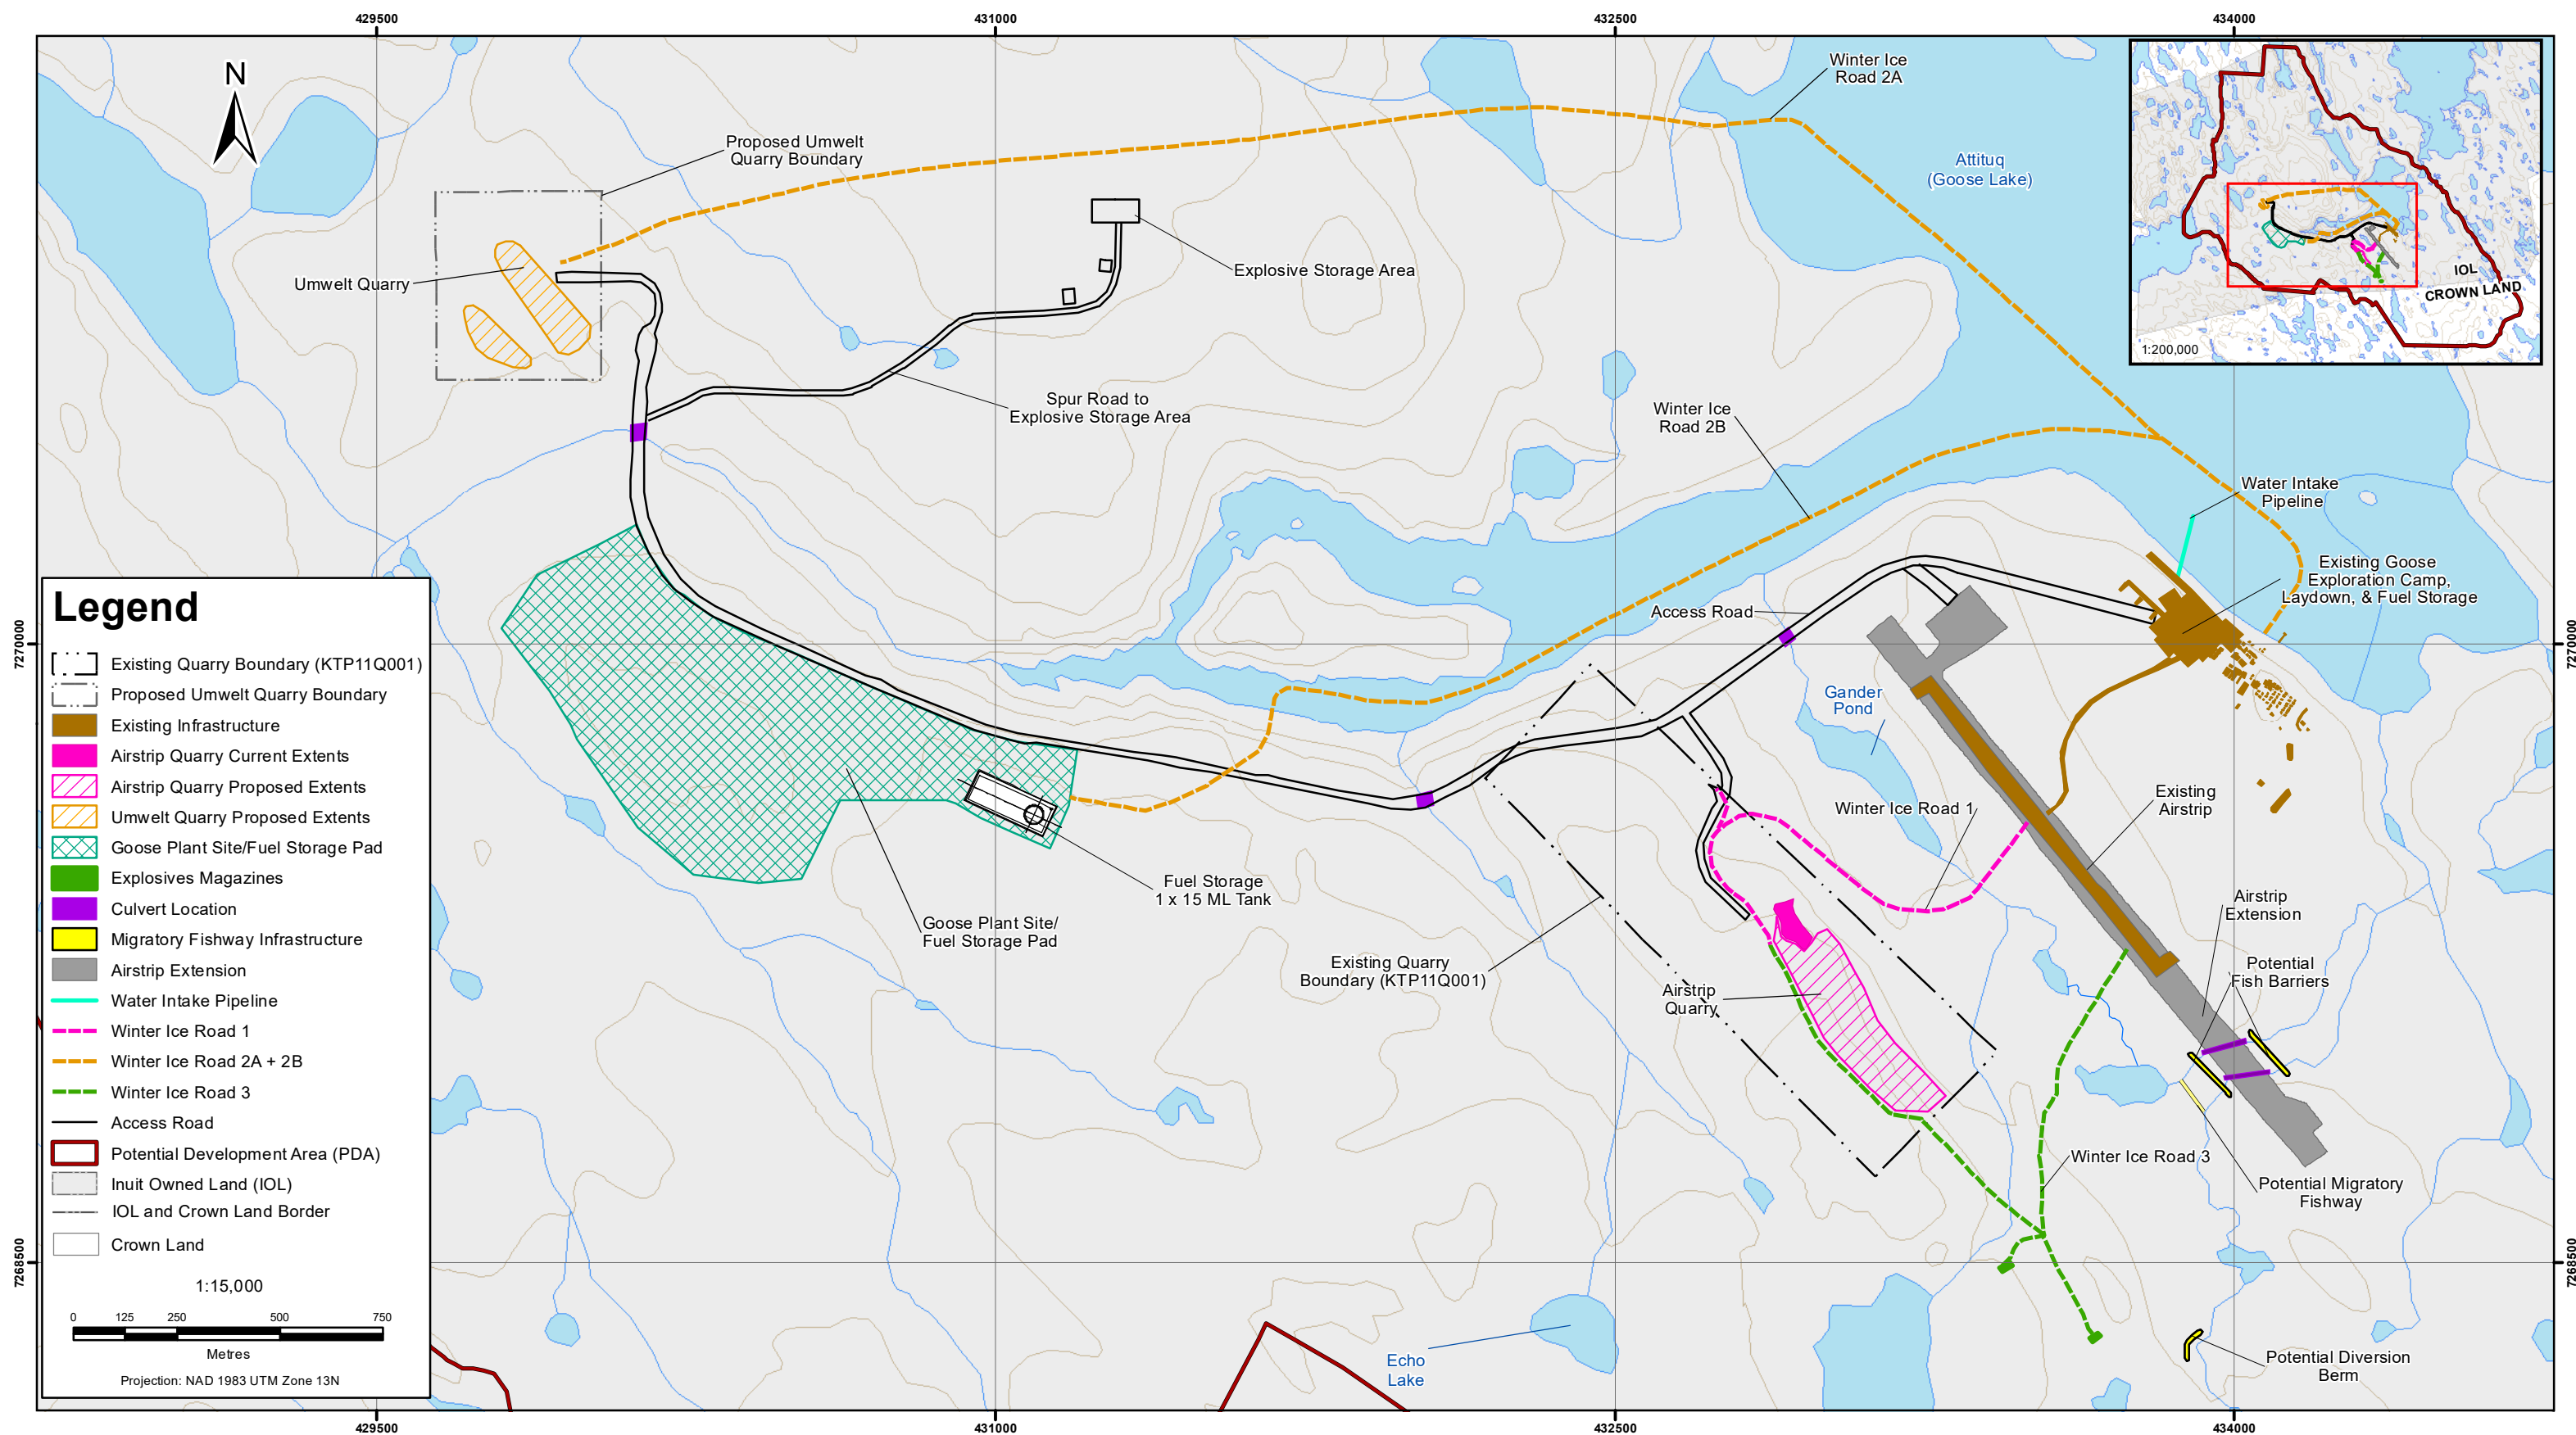 429500
431000
432500
434000
N
Winter Ice
Road 2A
Proposed Umwelt
Quarry Boundary
Attituq
(Goose Lake)
IOL
CROWN LAND
1:200,000
Umwelt Quarry
Explosive Storage Area
Spur Road to
Explosive Storage Area
Winter Ice
Road 2B
Water Intake
Pipeline
Existing Goose
Exploration Camp,
Laydown, & Fuel Storage
Access Road
7270000
7270000
Gander
Pond
Winter Ice Road 1
Existing
Airstrip
Fuel Storage
1 x 15 ML Tank
Goose Plant Site/
Fuel Storage Pad
Airstrip
Extension
Existing Quarry
Boundary (KTP11Q001)
Potential
Fish Barriers
Airstrip
Quarry
Winter Ice Road 3
Potential Migratory
Fishway
7268500
7268500
Echo
Lake
Potential Diversion
Berm
Legend
Existing Quarry Boundary (KTP11Q001)
Proposed Umwelt Quarry Boundary
Existing Infrastructure
Airstrip Quarry Current Extents
Airstrip Quarry Proposed Extents
Umwelt Quarry Proposed Extents
Goose Plant Site/Fuel Storage Pad
Explosives Magazines
Culvert Location
Migratory Fishway Infrastructure
Airstrip Extension
Water Intake Pipeline
Winter Ice Road 1
Winter Ice Road 2A + 2B
Winter Ice Road 3
Access Road
Potential Development Area (PDA)
Inuit Owned Land (IOL)
IOL and Crown Land Border
Crown Land
1:15,000
0 125 250 500 750
Metres
Projection: NAD 1983 UTM Zone 13N
429500
431000
432500
434000